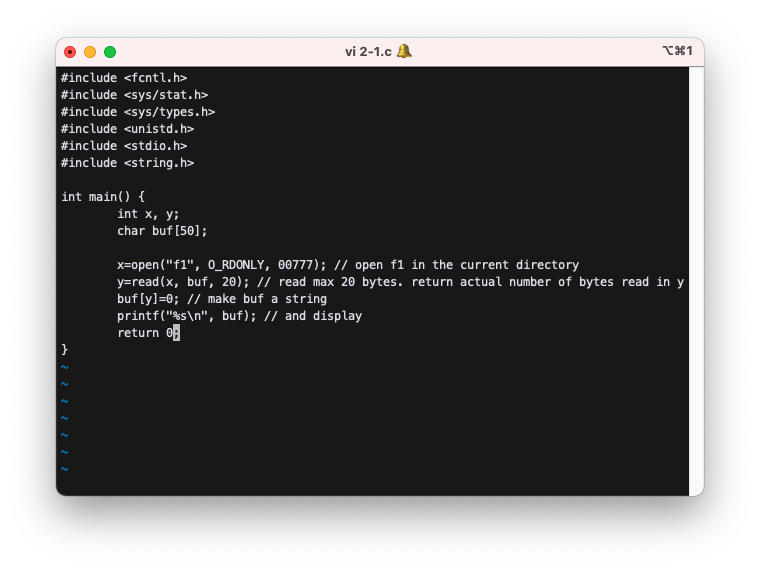 vi 2-1.c 🔔 ⌥⌘1
#include <fcntl.h>
#include <sys/stat.h>
#include <sys/types.h>
#include <unistd.h>
#include <stdio.h>
#include <string.h>

int main() {
        int x, y;
        char buf[50];

        x=open("f1", O_RDONLY, 00777); // open f1 in the current directory
        y=read(x, buf, 20); // read max 20 bytes. return actual number of bytes read in y
        buf[y]=0; // make buf a string
        printf("%s\n", buf); // and display
        return 0;
}
~
~
~
~
~
~
~